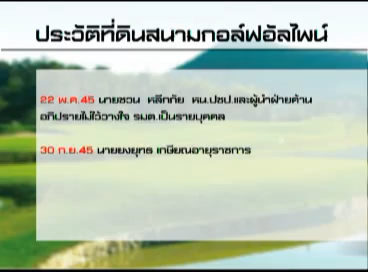 ประวัติที่ดินสนามกอล์ฟอัลไพน์
22 พ.ค.45 นายชวน หลีกภัย หน.ปชป.และผู้นำฝ่ายค้าน
อภิปรายไม่ไว้วางใจ รมต.เป็นรายบุคคล
30 ก.ย.45 นายยงยุทธ เกษียณอายุราชการ